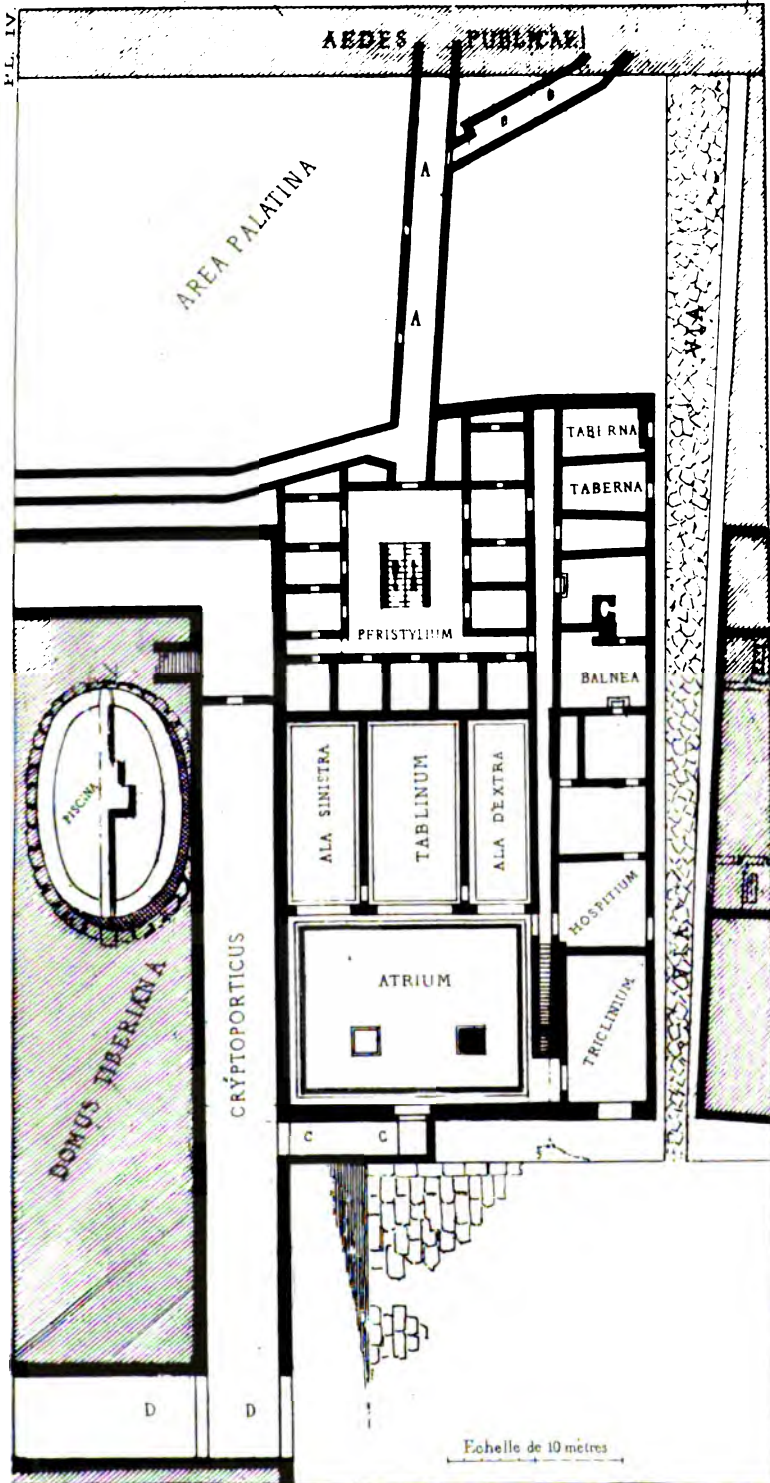 PL. IV
AEDES PUBLICAE
B
B
A
AREA PALATINA
A
VIA
TABERNA
TABERNA
PERISTYLIUM
BALNEA
PISCINA
ALA SINISTRA
TABLINUM
ALA DEXTRA
HOSPITIUM
ATRIUM
CRYPTOPORTICUS
DOMUS TIBERIANA
TRICLINIUM
VIA
C C
D D
Echelle de 10 mètres